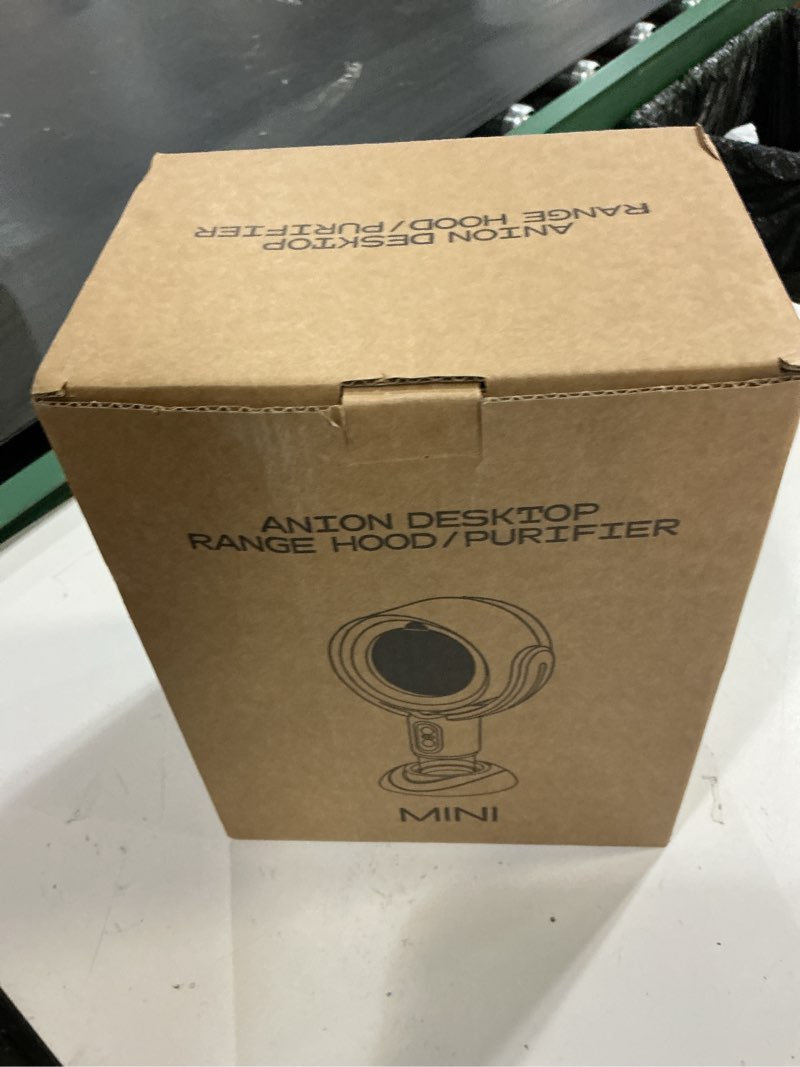 ANION DESKTOP
RANGE HOOD/PURIFIER
ANION DESKTOP
RANGE HOOD/PURIFIER
MINI